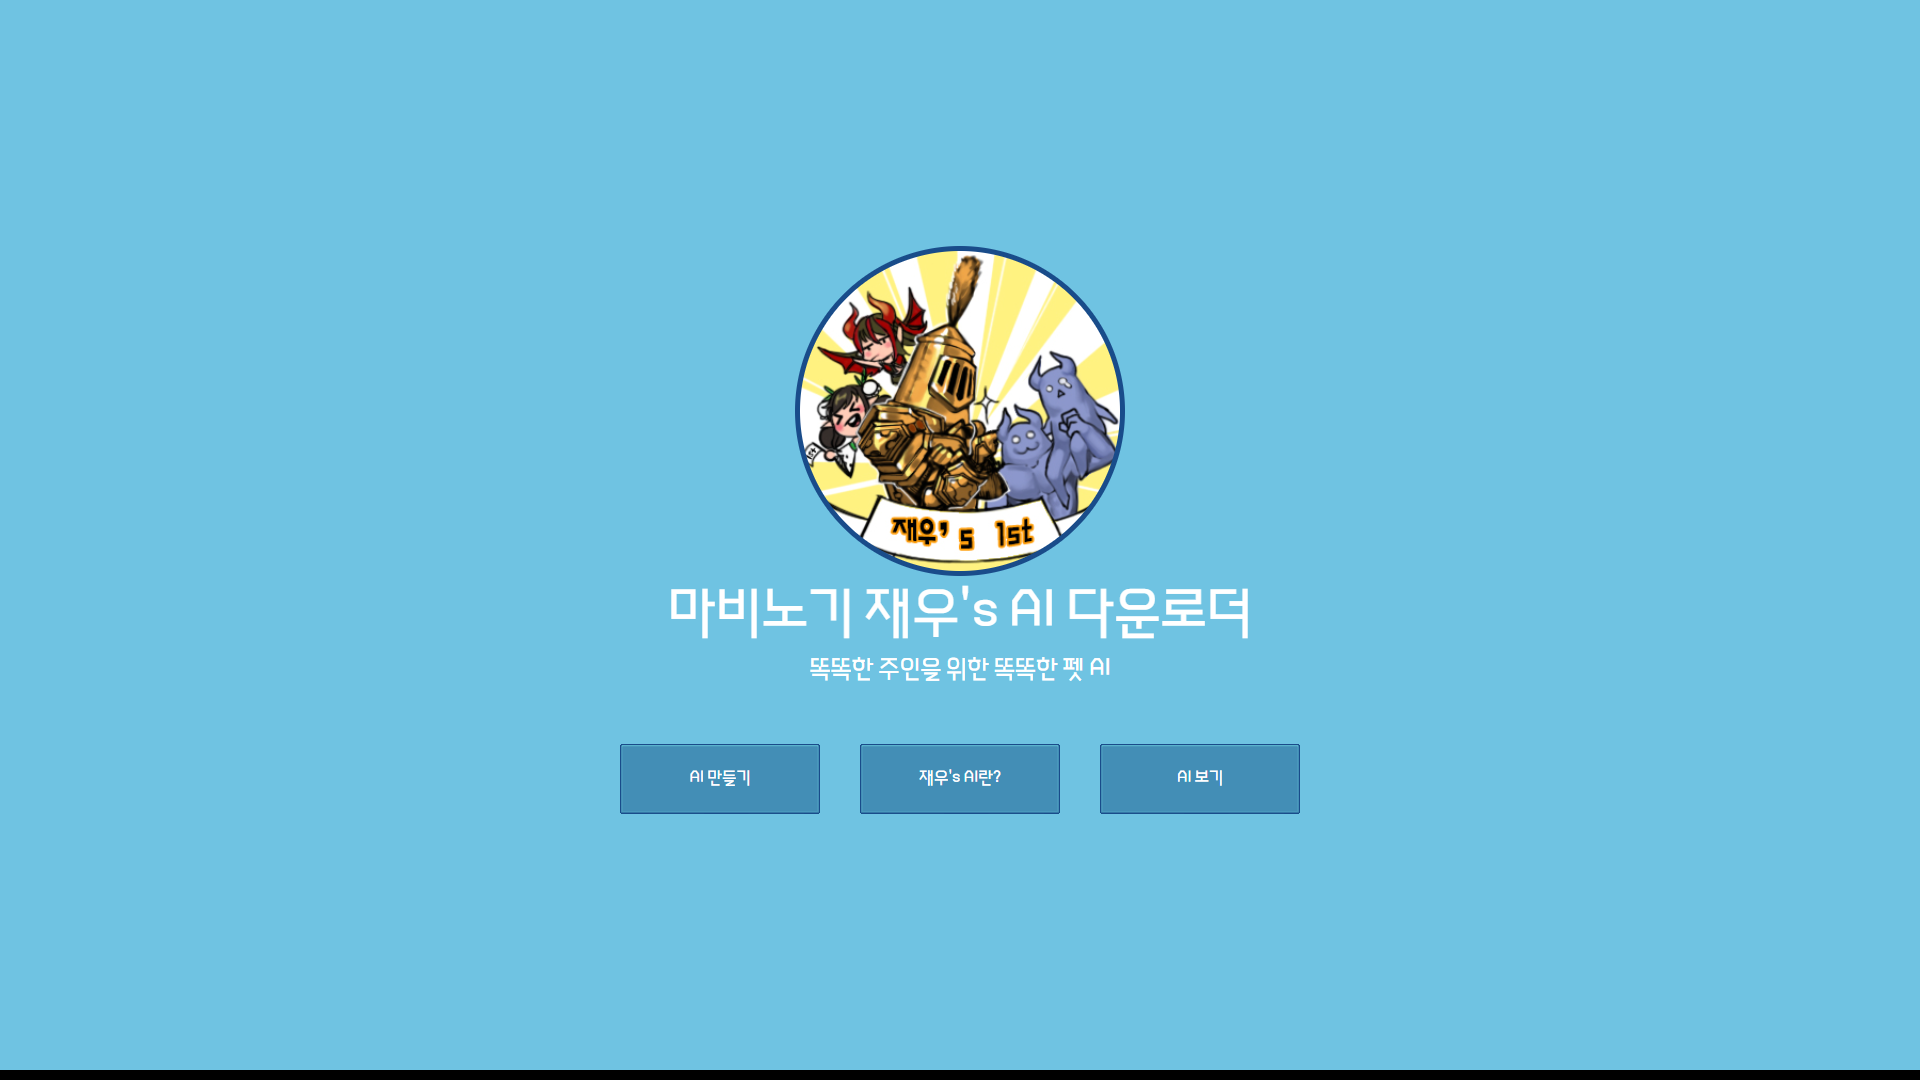 재우's 1st
마비노기 재우's AI 다운로더
똑똑한 주인을 위한 똑똑한 펫 AI
AI 만들기
재우's AI란?
AI 보기